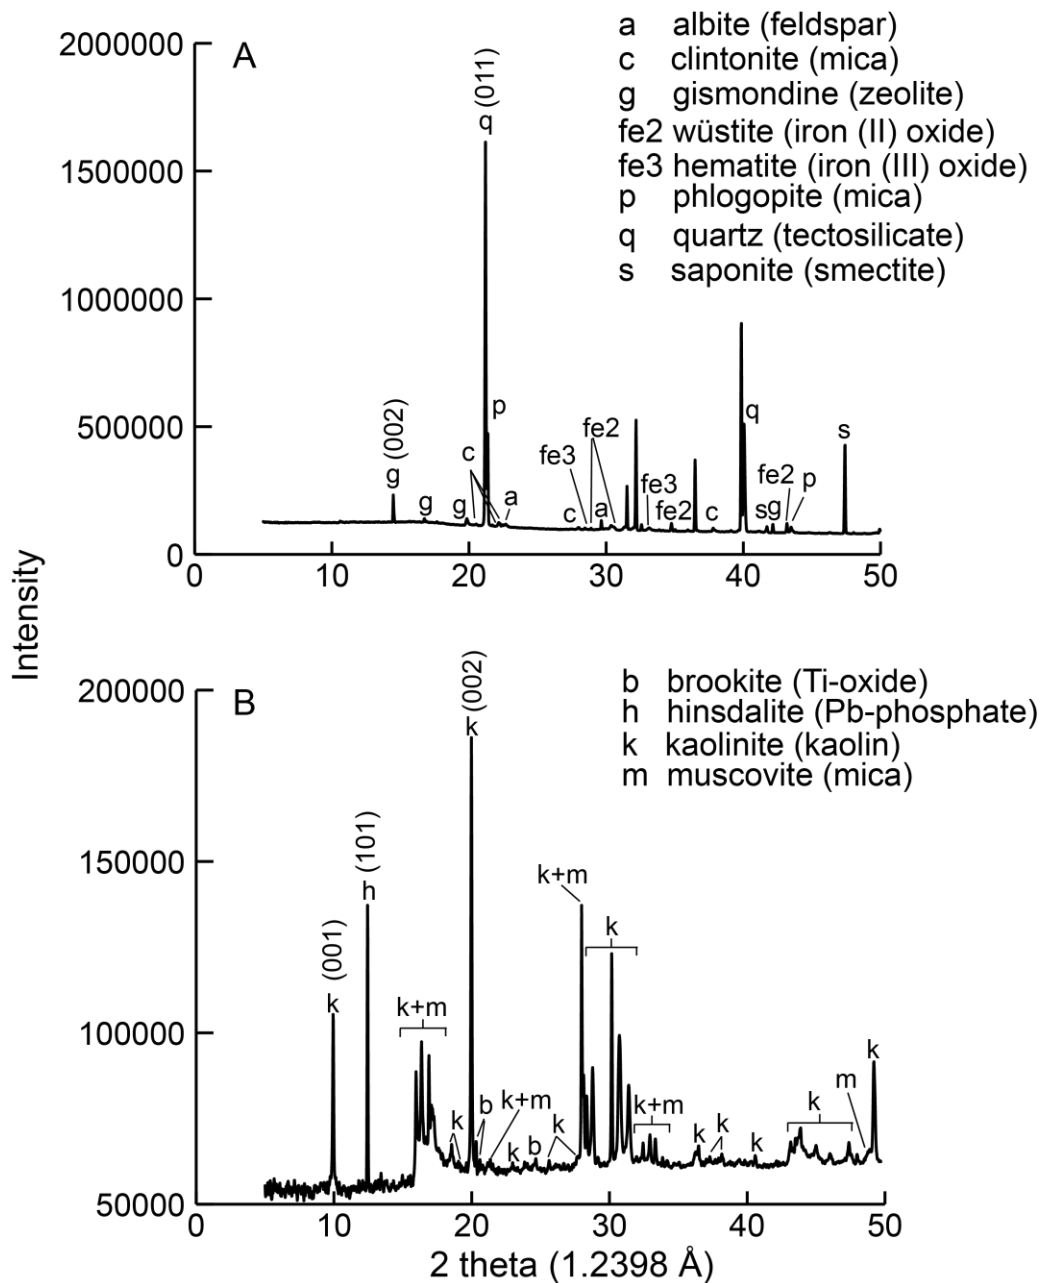 A
a albite (feldspar)
c clintonite (mica)
g gismondine (zeolite)
fe2 wüstite (iron (II) oxide)
fe3 hematite (iron (III) oxide)
p phlogopite (mica)
q quartz (tectosilicate)
s saponite (smectite)
2000000
1500000
1000000
500000
0
q (011)
g (002)
g
g
c
p
a
fe3
fe2
c
a
fe3
fe2
c
q
s
g
fe2
p
s
0 10 20 30 40 50
Intensity
B
b brookite (Ti-oxide)
h hinsdalite (Pb-phosphate)
k kaolinite (kaolin)
m muscovite (mica)
200000
150000
100000
50000
k (001)
h (101)
k+m
k (002)
k
b
k+m
k
b
k
k+m
k
k+m
k
k
k
k
m
k
0 10 20 30 40 50
2 theta (1.2398 Å)